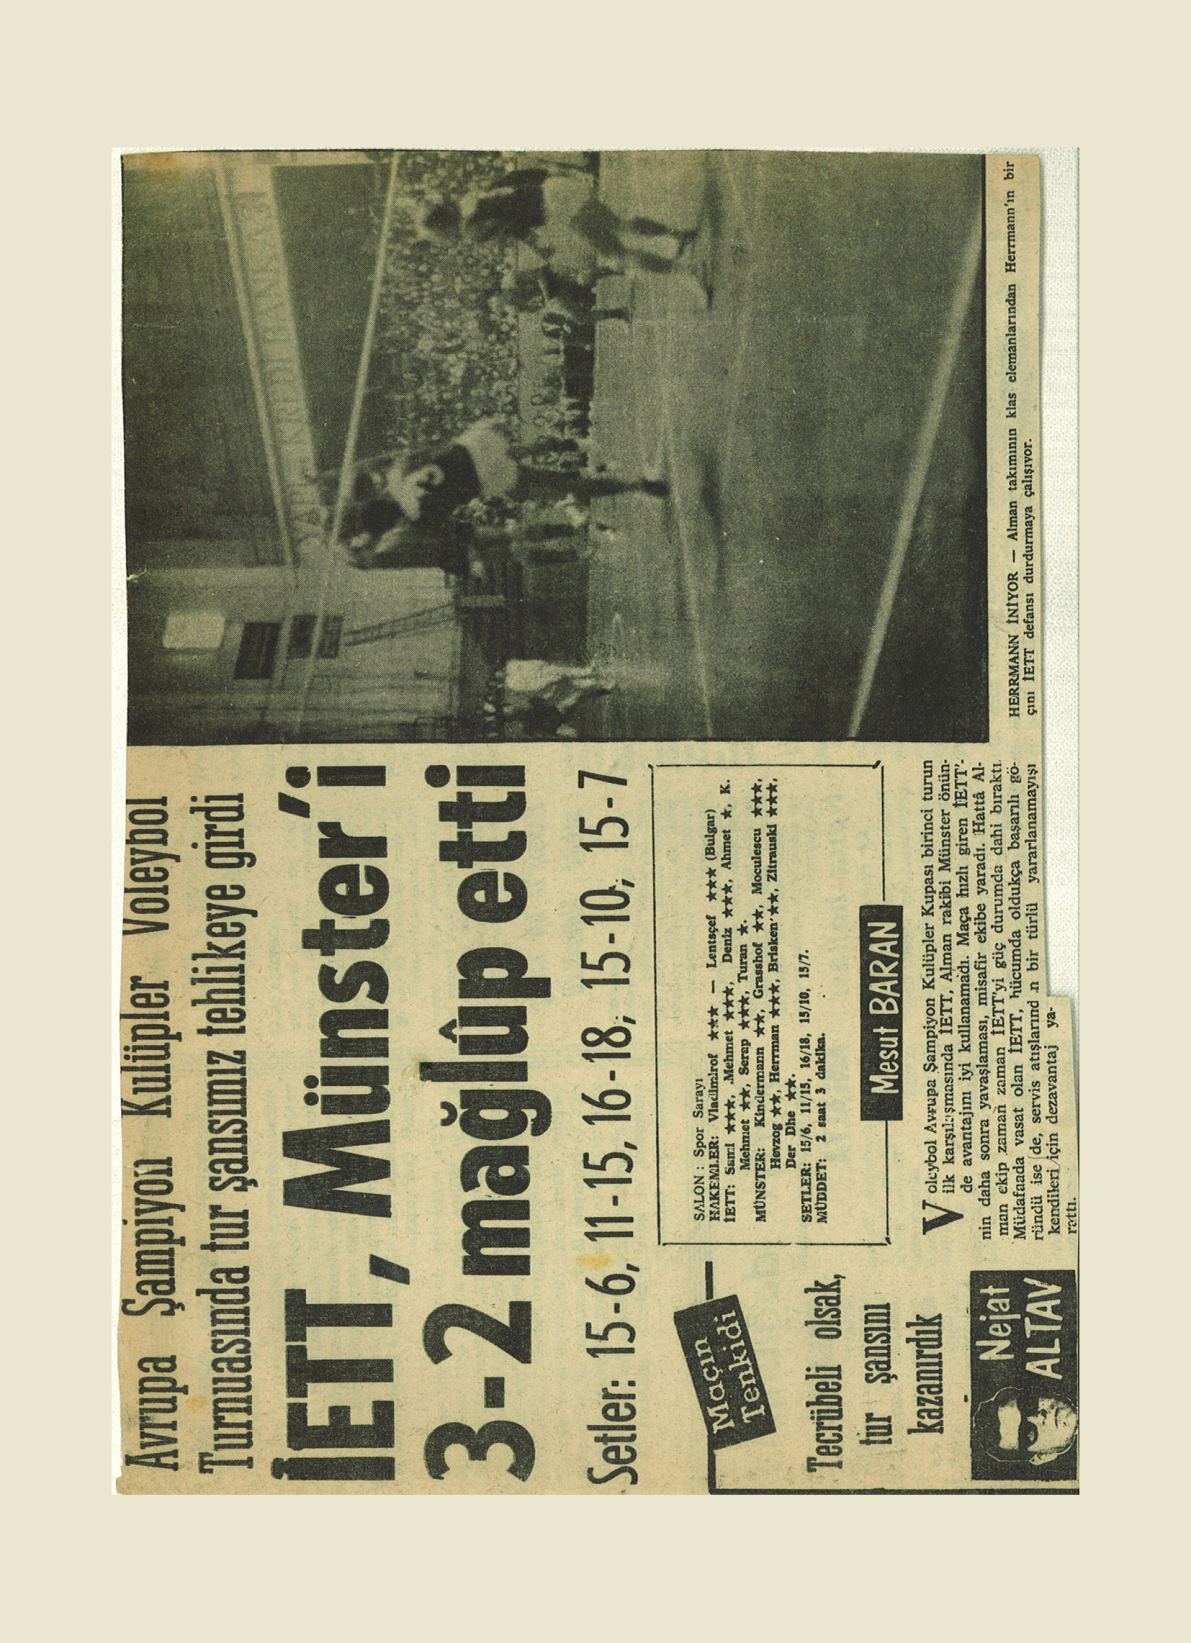 Avrupa Şampiyon Kulüpler Voleybol
Turnuasında tur şansımız tehlikeye girdi
İETT, Münster'i
3-2 mağlûp etti
Setler: 15-6, 11-15, 16-18, 15-10, 15-7
SALON : Spor Sarayı
HAKEMLER: Vladimirof ★★★ — Lentsçef ★★★ (Bulgar)
İETT: Samİ ★★★, Mehmet ★★★, Deniz ★★★, Ahmet ★, K.
Mehmet ★★, Serap ★★★, Turan ★.
MÜNSTER: Kindermann ★★, Grasshof ★★, Moculescu ★★★,
Hevzog ★★, Herrman ★★★, Brisken ★★, Zitrauski ★★★,
Der Dhe ★★.
SETLER: 15/6, 11/15, 16/18, 15/10, 15/7.
MÜDDET: 2 saat 3 dakika.
Mesut BARAN
Voleybol Avrupa Şampiyon Kulüpler Kupası birinci turun
ilk karşılaşmasında İETT, Alman rakibi Münster önün-
de avantajını iyi kullanamadı. Maça hızlı giren İETT'-
nin daha sonra yavaşlaması, misafir ekibe yaradı. Hattâ Al-
man ekip zaman zaman İETT'yi güç durumda dahi bıraktı.
Müdafaada vasat olan İETT, hücumda oldukça başarılı gö-
ründü ise de, servis atışlarından bir türlü yararlanamayışı
kendileri için dezavantaj ya-
rattı.
Maçın
Tenkidi
Tecrübeli olsak,
tur şansını
kazanırdık
Nejat
ALTAV
YAPI KREDİ BANKASI
HERRMANN İNİYOR — Alman takımının klas elemanlarından Herrmann'ın bir
çını İETT defansı durdurmaya çalışıyor.